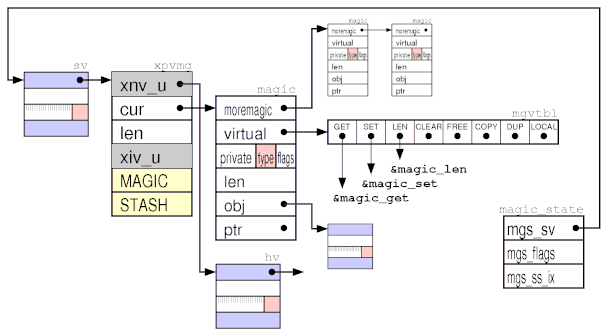 magic
moremagic
virtual
private type flags
len
obj
ptr
moremagic
virtual
private type flags
len
obj
ptr
sv
xpvmg
xnv_u
cur
len
xiv_u
MAGIC
STASH
magic
moremagic
virtual
private type flags
len
obj
ptr
mgvtbl
GET SET LEN CLEAR FREE COPY DUP LOCAL
&magic_len
&magic_set
&magic_get
magic_state
mgs_sv
mgs_flags
mgs_ss_ix
hv